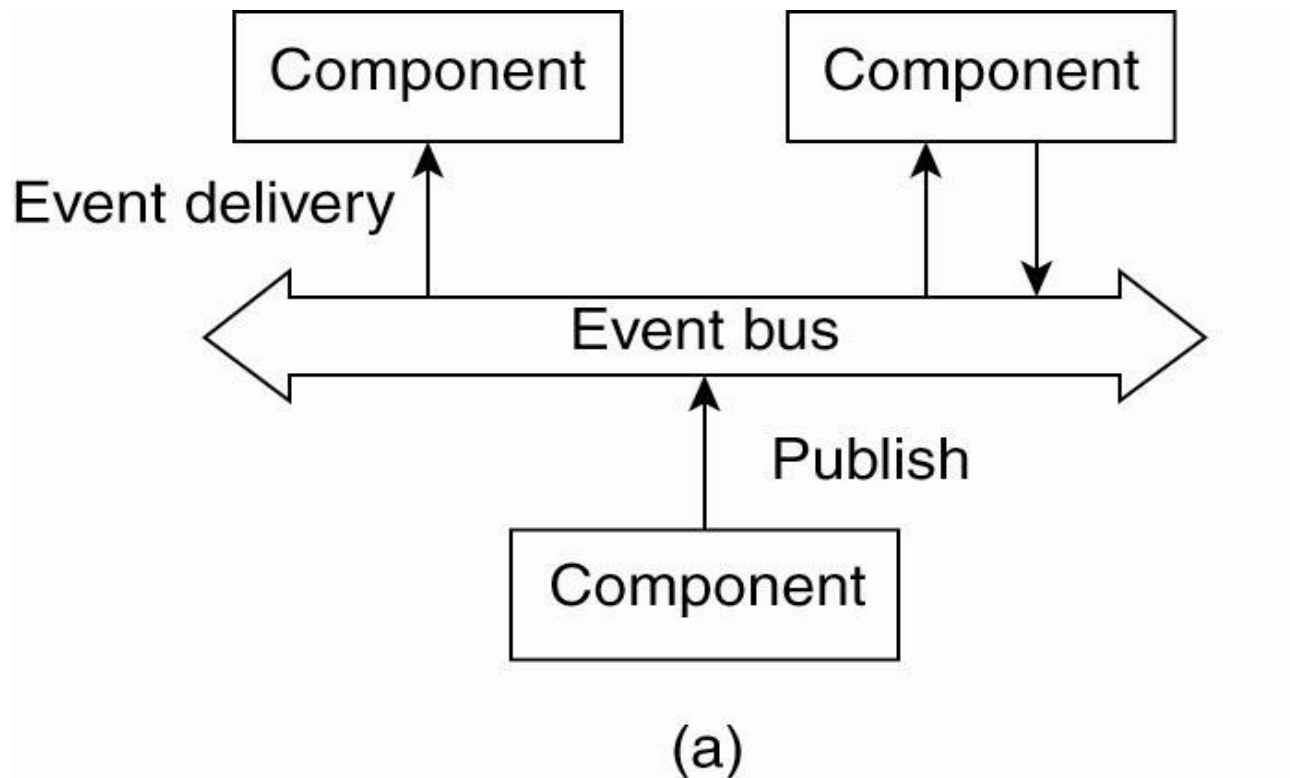 Component
Component
Event delivery
Event bus
Publish
Component
(a)